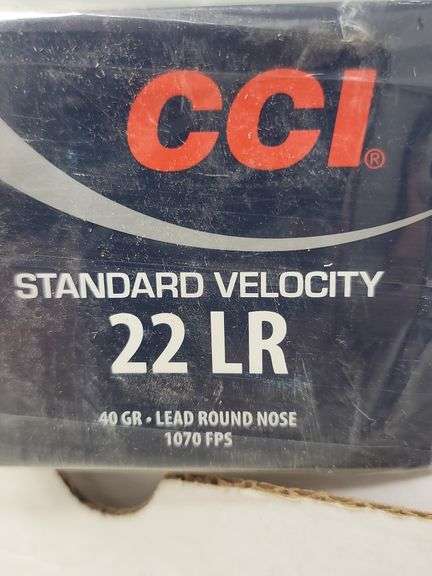 CCI®
STANDARD VELOCITY
22 LR
40 GR • LEAD ROUND NOSE
1070 FPS